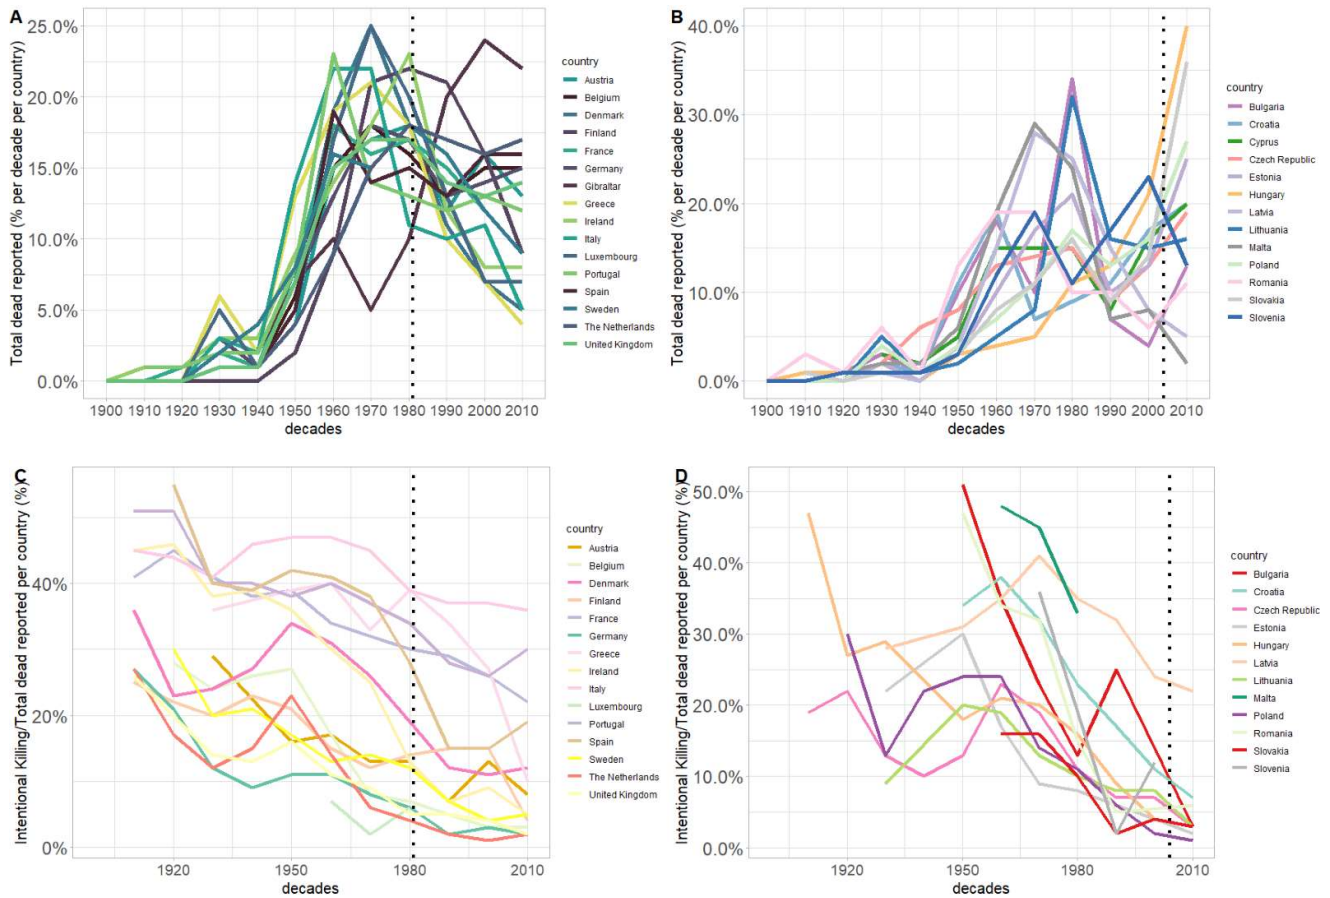 A
Total dead reported (% per decade per country)
25.0%
20.0%
15.0%
10.0%
5.0%
0.0%
1900 1910 1920 1930 1940 1950 1960 1970 1980 1990 2000 2010
decades
country
Austria
Belgium
Denmark
Finland
France
Germany
Gibraltar
Greece
Ireland
Italy
Luxembourg
Portugal
Spain
Sweden
The Netherlands
United Kingdom
B
Total dead reported (% per decade per country)
40.0%
30.0%
20.0%
10.0%
0.0%
1900 1910 1920 1930 1940 1950 1960 1970 1980 1990 2000 2010
decades
country
Bulgaria
Croatia
Cyprus
Czech Republic
Estonia
Hungary
Latvia
Lithuania
Malta
Poland
Romania
Slovakia
Slovenia
C
Intentional Killing/Total dead reported per country (%)
40%
20%
0%
1920 1950 1980 2010
decades
country
Austria
Belgium
Denmark
Finland
France
Germany
Greece
Ireland
Italy
Luxembourg
Portugal
Spain
Sweden
The Netherlands
United Kingdom
D
Intentional Killing/Total dead reported per country (%)
50.0%
40.0%
30.0%
20.0%
10.0%
0.0%
1920 1950 1980 2010
decades
country
Bulgaria
Croatia
Czech Republic
Estonia
Hungary
Latvia
Lithuania
Malta
Poland
Romania
Slovakia
Slovenia